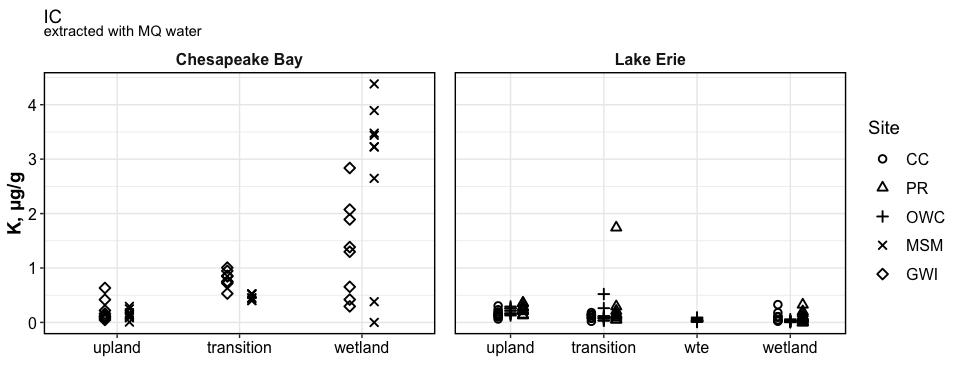 IC
extracted with MQ water
Chesapeake Bay
Lake Erie
K, µg/g
4
3
2
1
0
upland
transition
wetland
upland
transition
wte
wetland
Site
CC
PR
OWC
MSM
GWI